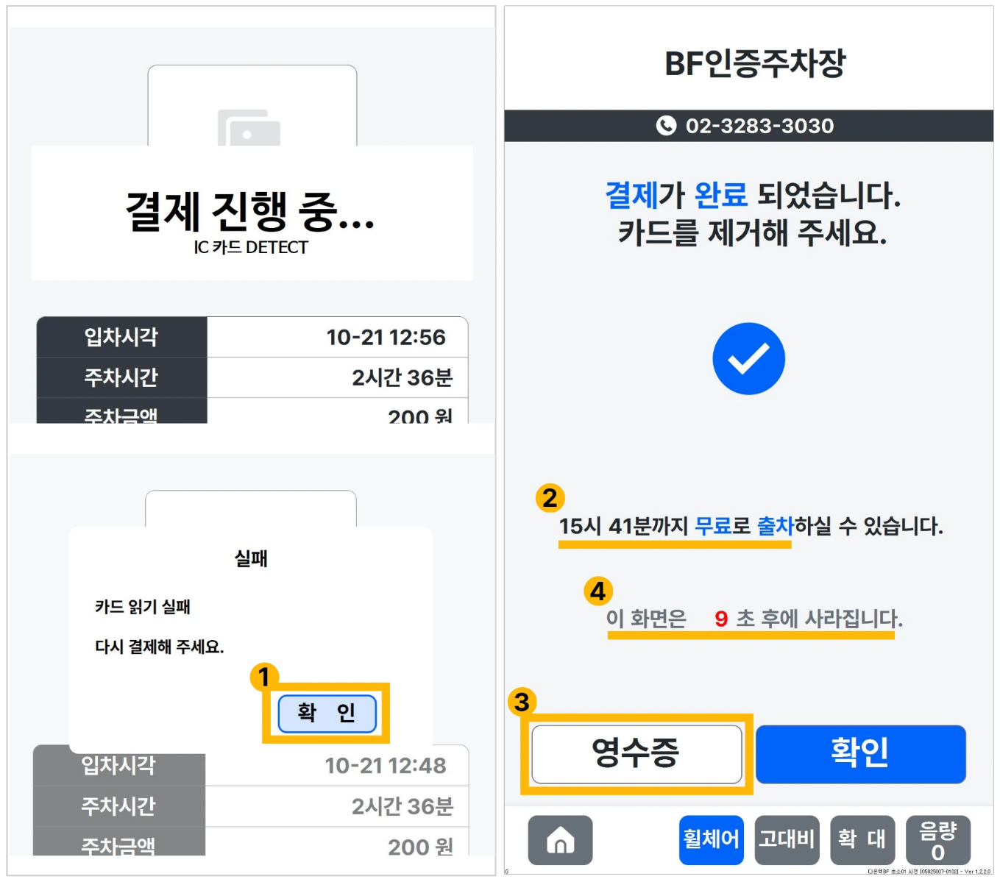 결제 진행 중...
IC 카드 DETECT
입차시각 10-21 12:56
주차시간 2시간 36분
주차금액 200 원
실패
카드 읽기 실패
다시 결제해 주세요.
1
확 인
입차시각 10-21 12:48
주차시간 2시간 36분
주차금액 200 원
BF인증주차장
02-3283-3030
결제가 완료 되었습니다.
카드를 제거해 주세요.
2
15시 41분까지 무료로 출차하실 수 있습니다.
4
이 화면은 9 초 후에 사라집니다.
3
영수증 확인
휠체어 고대비 확 대 음량 0
G
[05825007-0102] - Ver 1.2.2.0